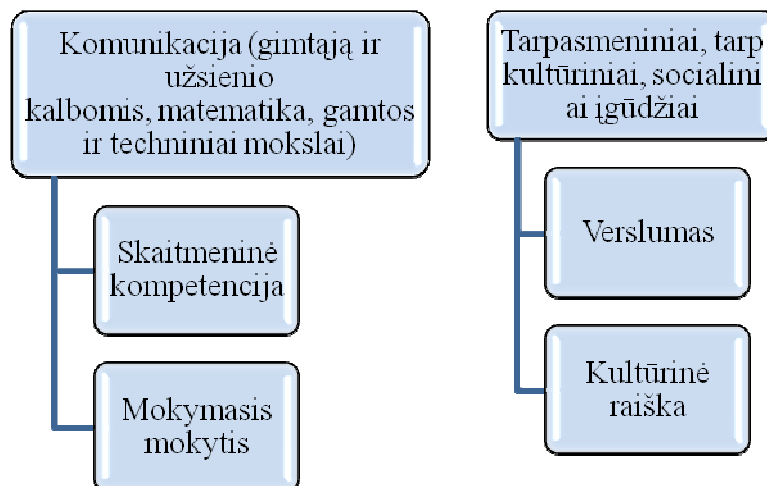 Komunikacija (gimtąją ir
užsienio
kalbomis, matematika, gamtos
ir techniniai mokslai)
Skaitmeninė
kompetencija
Mokymasis
mokytis
Tarpasmeniniai, tarp
kultūriniai, socialini
ai įgūdžiai
Verslumas
Kultūrinė
raiška